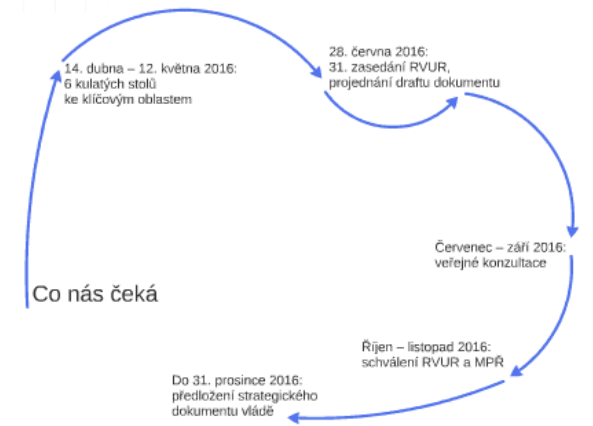 14. dubna – 12. května 2016:
6 kulatých stolů
ke klíčovým oblastem
28. června 2016:
31. zasedání RVUR,
projednání draftu dokumentu
Červenec – září 2016:
veřejné konzultace
Co nás čeká
Říjen – listopad 2016:
schválení RVUR a MPŘ
Do 31. prosince 2016:
předložení strategického
dokumentu vládě